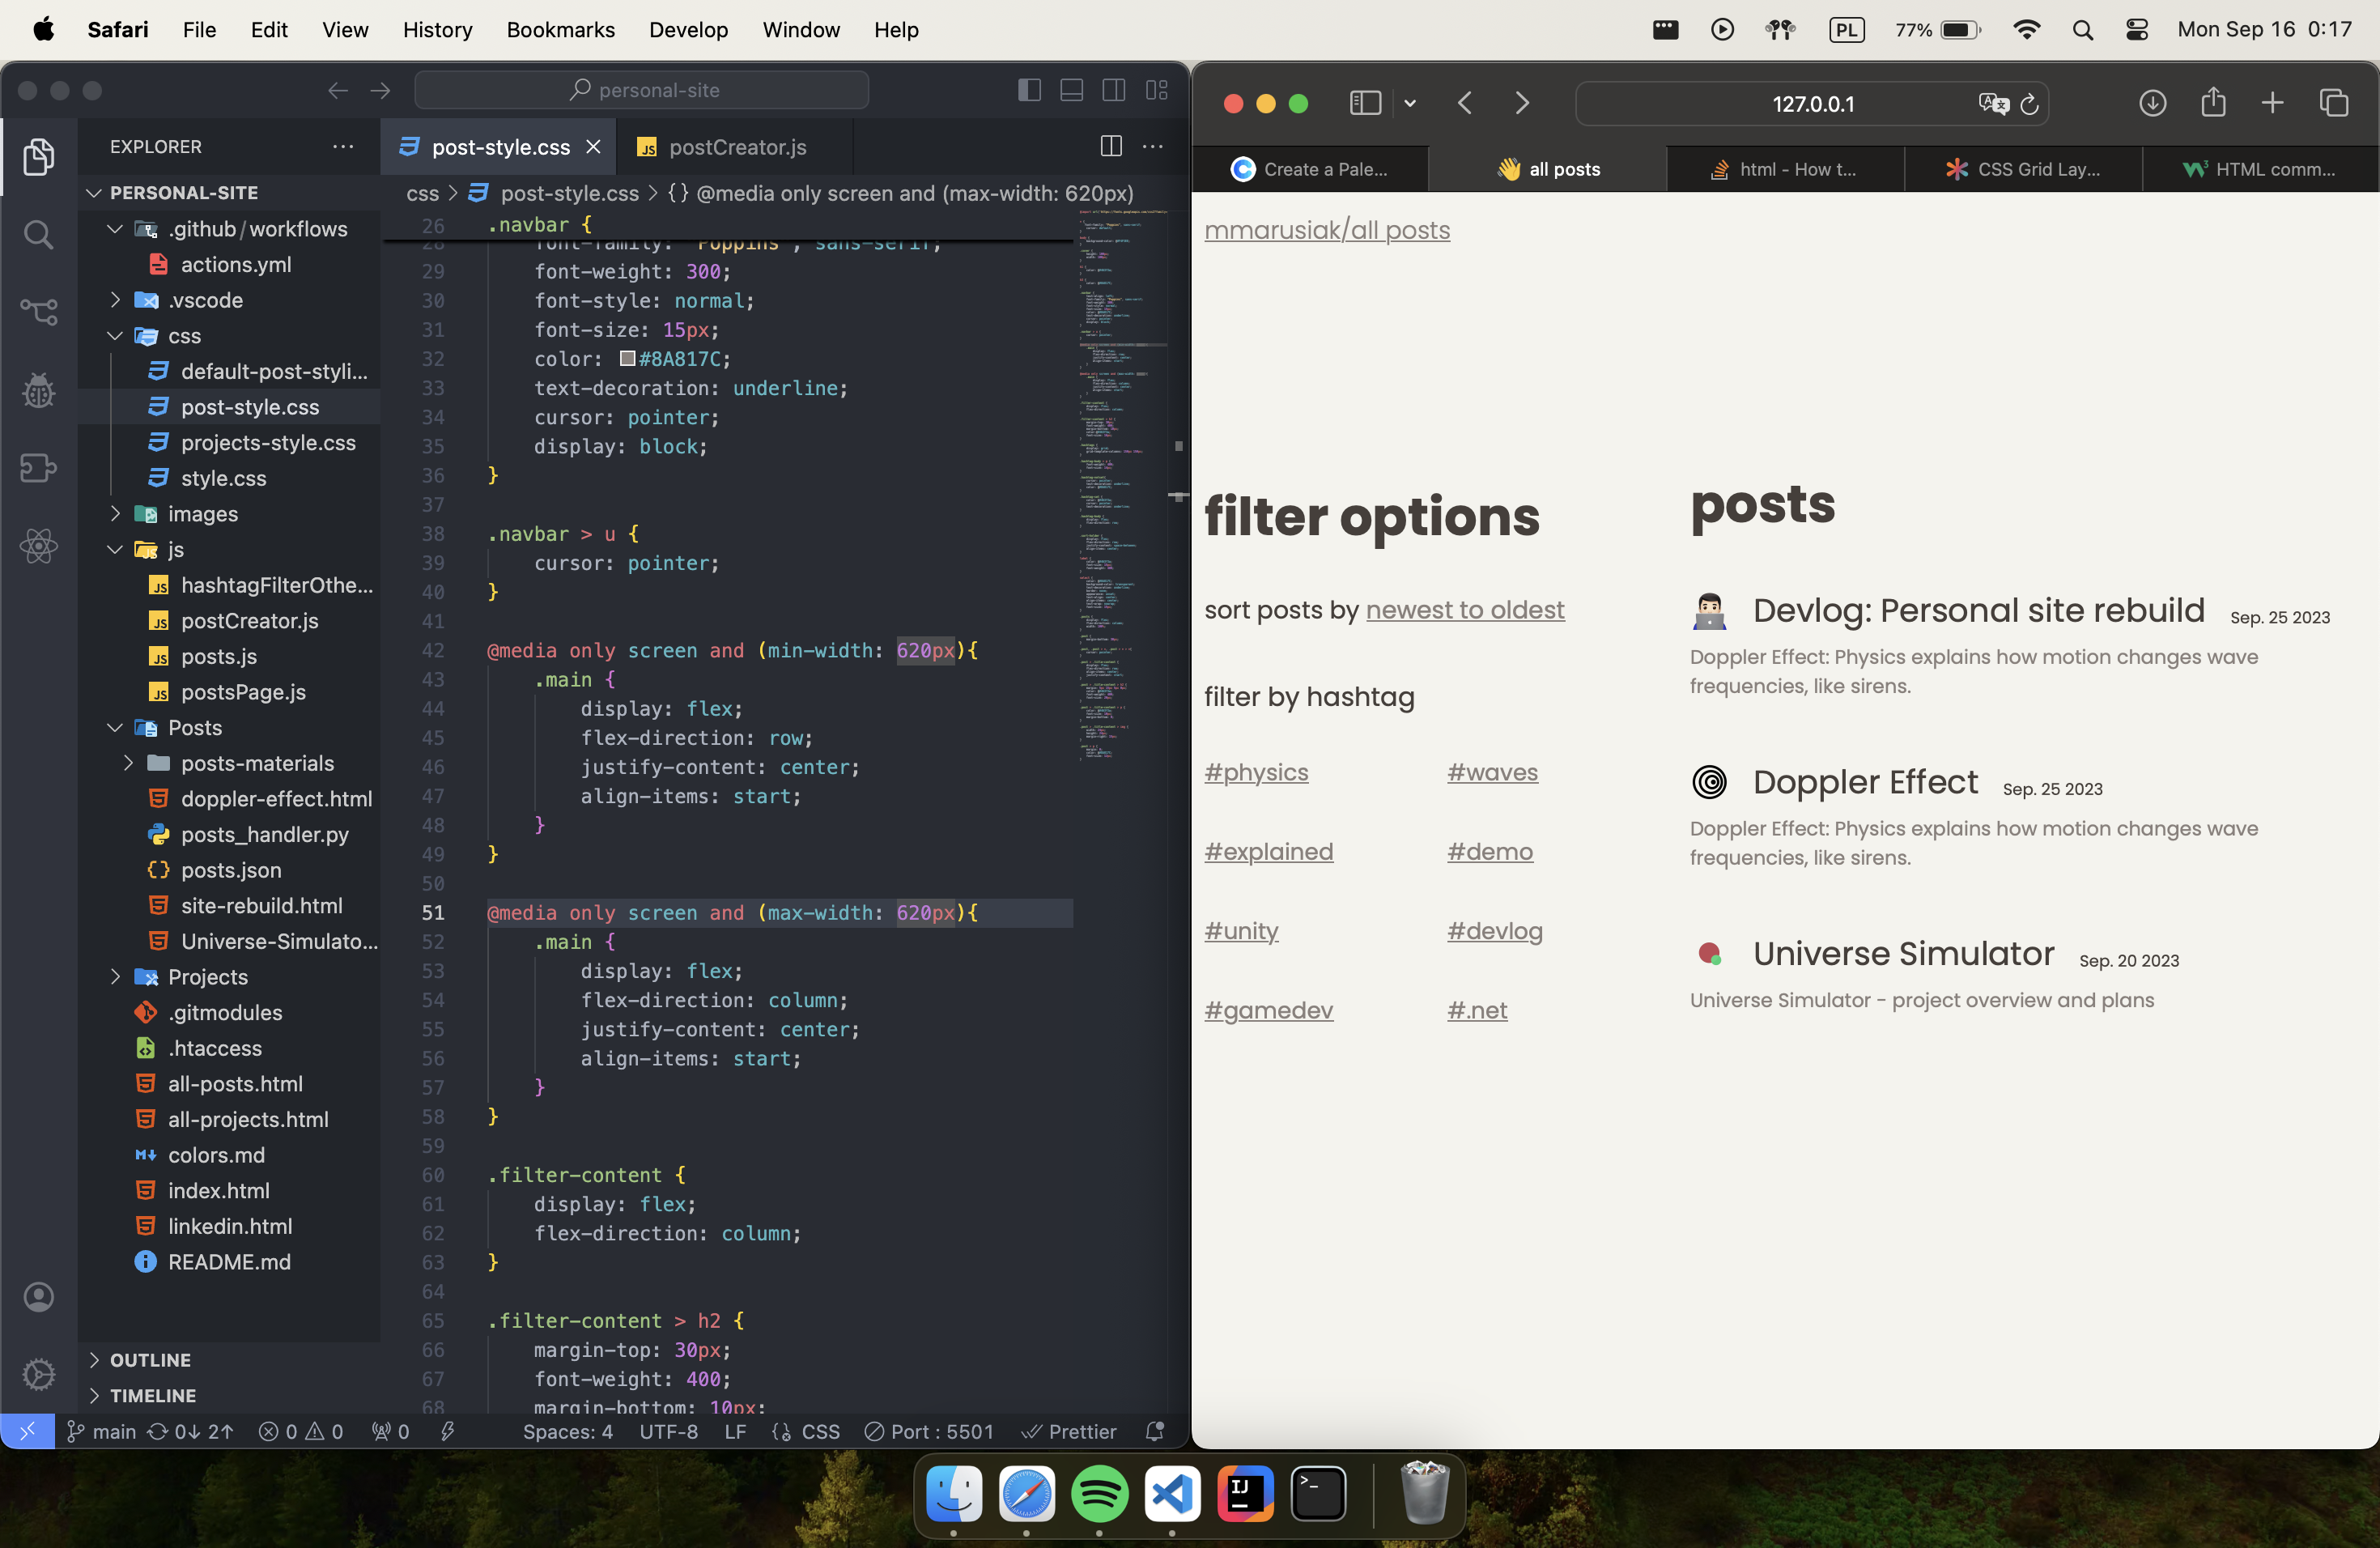 Safari File Edit View History Bookmarks Develop Window Help PL 77% Mon Sep 16 0:17
personal-site
EXPLORER
PERSONAL-SITE
.github/workflows
actions.yml
.vscode
css
default-post-styli...
post-style.css
projects-style.css
style.css
images
js
hashtagFilterOthe...
postCreator.js
posts.js
postsPage.js
Posts
posts-materials
doppler-effect.html
posts_handler.py
posts.json
site-rebuild.html
Universe-Simulato...
Projects
.gitmodules
.htaccess
all-posts.html
all-projects.html
colors.md
index.html
linkedin.html
README.md
OUTLINE
TIMELINE
post-style.css postCreator.js
css > post-style.css > {} @media only screen and (max-width: 620px)
26 .navbar {
28 font-family: "Poppins", sans-serif;
29 font-weight: 300;
30 font-style: normal;
31 font-size: 15px;
32 color: #8A817C;
33 text-decoration: underline;
34 cursor: pointer;
35 display: block;
36 }
37
38 .navbar > u {
39 cursor: pointer;
40 }
41
42 @media only screen and (min-width: 620px){
43 .main {
44 display: flex;
45 flex-direction: row;
46 justify-content: center;
47 align-items: start;
48 }
49 }
50
51 @media only screen and (max-width: 620px){
52 .main {
53 display: flex;
54 flex-direction: column;
55 justify-content: center;
56 align-items: start;
57 }
58 }
59
60 .filter-content {
61 display: flex;
62 flex-direction: column;
63 }
64
65 .filter-content > h2 {
66 margin-top: 30px;
67 font-weight: 400;
68 margin-bottom: 10px;
main 0↓ 2↑ 0 0 0 Spaces: 4 UTF-8 LF CSS Port : 5501 Prettier
127.0.0.1
Create a Pale... all posts html - How t... CSS Grid Lay... HTML comm...
mmarusiak/all posts
filter options
sort posts by newest to oldest
filter by hashtag
#physics #waves
#explained #demo
#unity #devlog
#gamedev #.net
posts
Devlog: Personal site rebuild Sep. 25 2023
Doppler Effect: Physics explains how motion changes wave
frequencies, like sirens.
Doppler Effect Sep. 25 2023
Doppler Effect: Physics explains how motion changes wave
frequencies, like sirens.
Universe Simulator Sep. 20 2023
Universe Simulator - project overview and plans